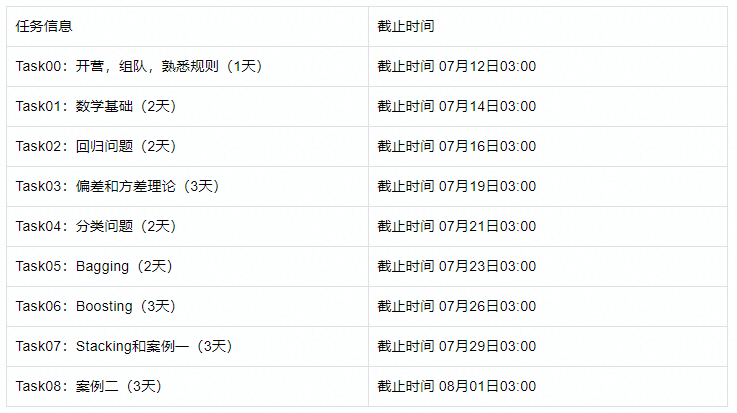 任务信息 截止时间
Task00：开营，组队，熟悉规则（1天） 截止时间 07月12日03:00
Task01：数学基础（2天） 截止时间 07月14日03:00
Task02：回归问题（2天） 截止时间 07月16日03:00
Task03：偏差和方差理论（3天） 截止时间 07月19日03:00
Task04：分类问题（2天） 截止时间 07月21日03:00
Task05：Bagging（2天） 截止时间 07月23日03:00
Task06：Boosting（3天） 截止时间 07月26日03:00
Task07：Stacking和案例一（3天） 截止时间 07月29日03:00
Task08：案例二（3天） 截止时间 08月01日03:00